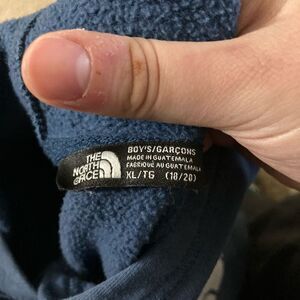 THE
NORTH
FACE
BOY'S/GARÇONS
MADE IN GUATEMALA
FABRIQUÉ AU GUATEMALA
XL/TG (18/20)